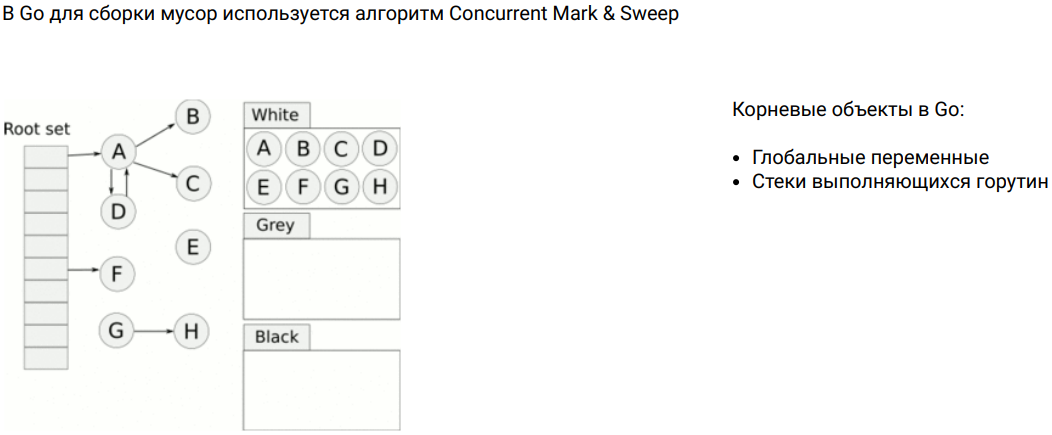 В Go для сборки мусор используется алгоритм Concurrent Mark & Sweep
Root set
A
B
C
D
E
F
G
H
White
A B C D
E F G H
Grey
Black
Корневые объекты в Go:
• Глобальные переменные
• Стеки выполняющихся горутин